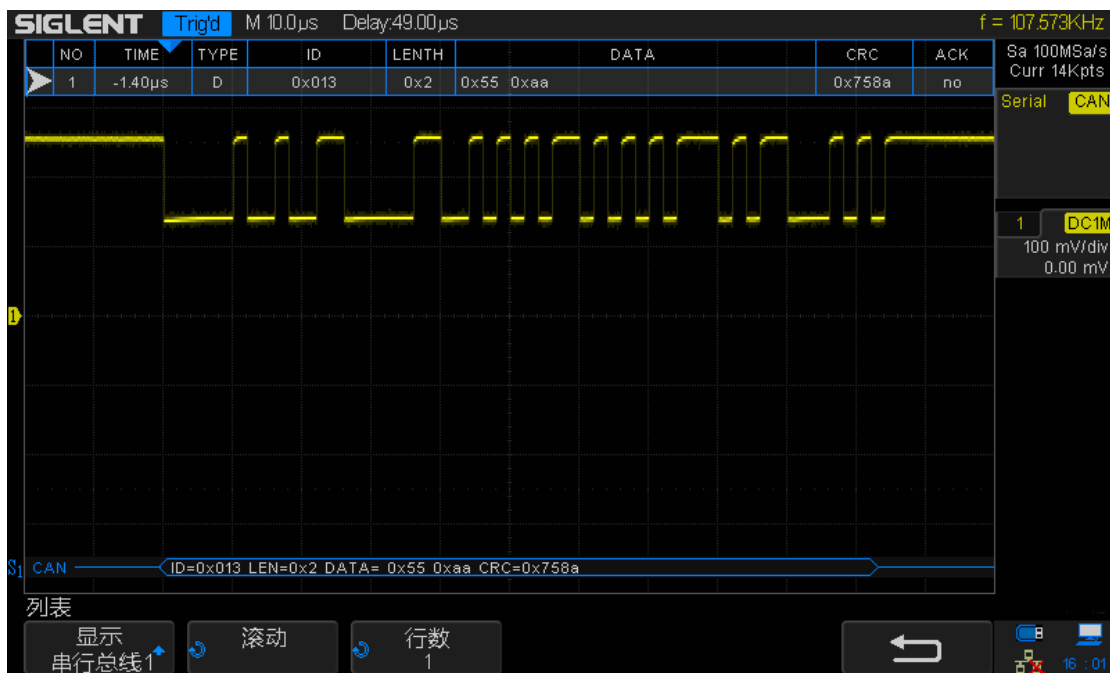 SIGLENT Trig'd M 10.0µs Delay:49.00µs f = 107.573KHz
Sa 100MSa/s
Curr 14Kpts
NO TIME TYPE ID LENTH DATA CRC ACK
1 -1.40µs D 0x013 0x2 0x55 0xaa 0x758a no
Serial CAN
1 DC1M
100 mV/div
0.00 mV
1
S1 CAN ID=0x013 LEN=0x2 DATA= 0x55 0xaa CRC=0x758a
列表
显示
串行总线1
滚动
行数
1
16 : 01